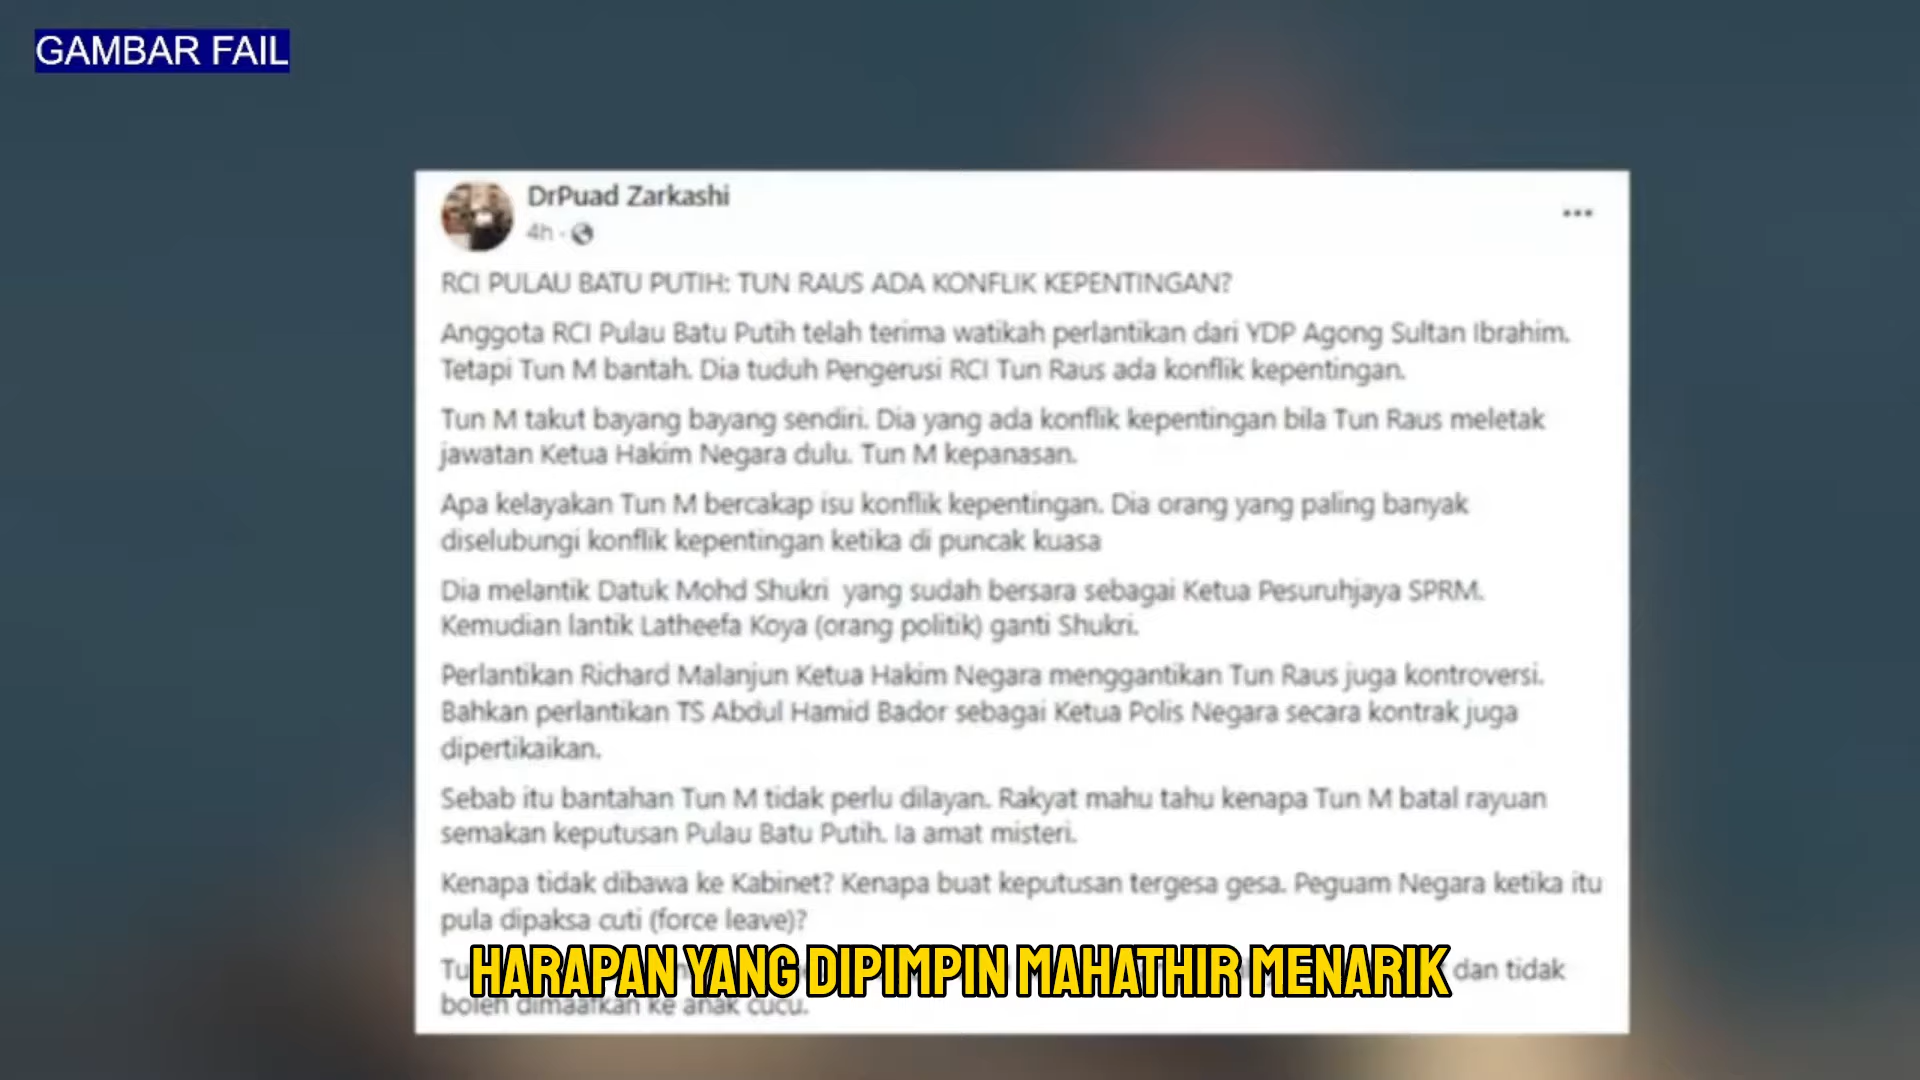 GAMBAR FAIL
DrPuad Zarkashi
4h ·
RCI PULAU BATU PUTIH: TUN RAUS ADA KONFLIK KEPENTINGAN?
Anggota RCI Pulau Batu Putih telah terima watikah perlantikan dari YDP Agong Sultan Ibrahim.
Tetapi Tun M bantah. Dia tuduh Pengerusi RCI Tun Raus ada konflik kepentingan.
Tun M takut bayang bayang sendiri. Dia yang ada konflik kepentingan bila Tun Raus meletak
jawatan Ketua Hakim Negara dulu. Tun M kepanasan.
Apa kelayakan Tun M bercakap isu konflik kepentingan. Dia orang yang paling banyak
diselubungi konflik kepentingan ketika di puncak kuasa
Dia melantik Datuk Mohd Shukri yang sudah bersara sebagai Ketua Pesuruhjaya SPRM.
Kemudian lantik Latheefa Koya (orang politik) ganti Shukri.
Perlantikan Richard Malanjun Ketua Hakim Negara menggantikan Tun Raus juga kontroversi.
Bahkan perlantikan TS Abdul Hamid Bador sebagai Ketua Polis Negara secara kontrak juga
dipertikaikan.
Sebab itu bantahan Tun M tidak perlu dilayan. Rakyat mahu tahu kenapa Tun M batal rayuan
semakan keputusan Pulau Batu Putih. Ia amat misteri.
Kenapa tidak dibawa ke Kabinet? Kenapa buat keputusan tergesa gesa. Peguam Negara ketika itu
pula dipaksa cuti (force leave)?
dan tidak
boleh dimaafkan ke anak cucu.
HARAPAN YANG DIPIMPIN MAHATHIR MENARIK